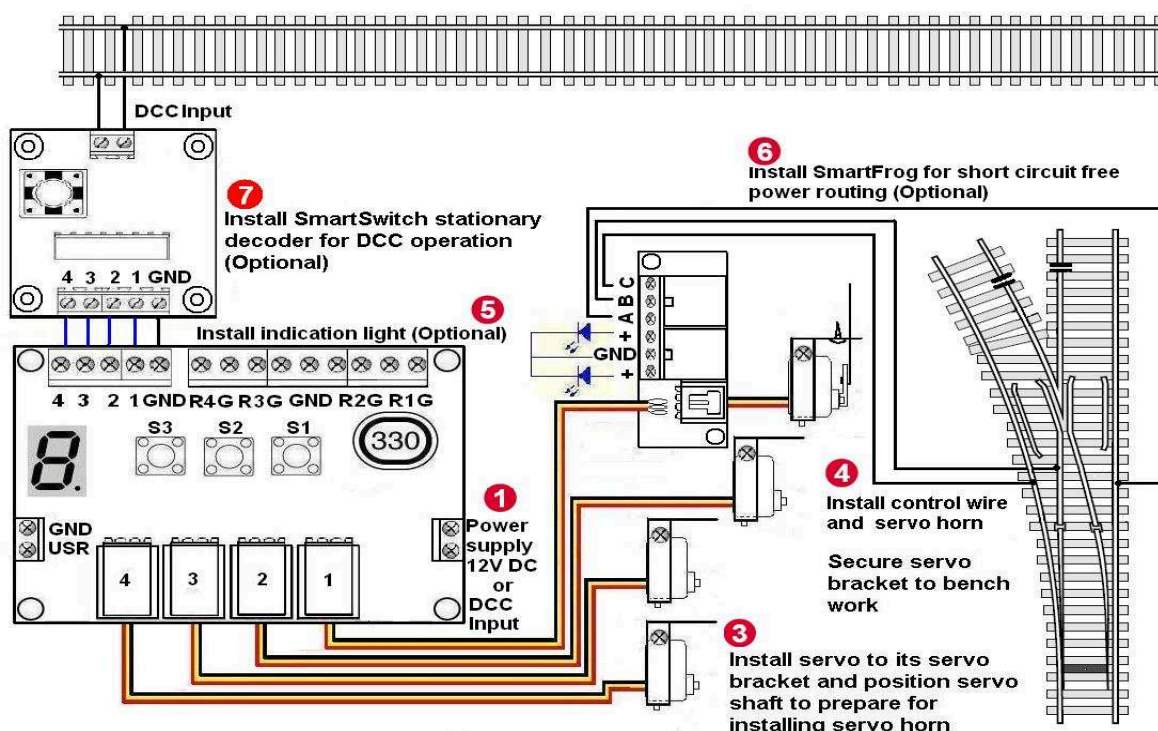 DCC Input
6
Install SmartFrog for short circuit free
power routing (Optional)
7
Install SmartSwitch stationary
decoder for DCC operation
(Optional)
4 3 2 1 GND
5
Install indication light (Optional)
C
B
A
+
GND
+
4 3 2 1 GND R4G R3G GND R2G R1G
S3 S2 S1
330
8.
GND
USR
1
Power
supply
12V DC
or
DCC
Input
4 3 2 1
4
Install control wire
and servo horn
Secure servo
bracket to bench
work
3
Install servo to its servo
bracket and position servo
shaft to prepare for
installing servo horn